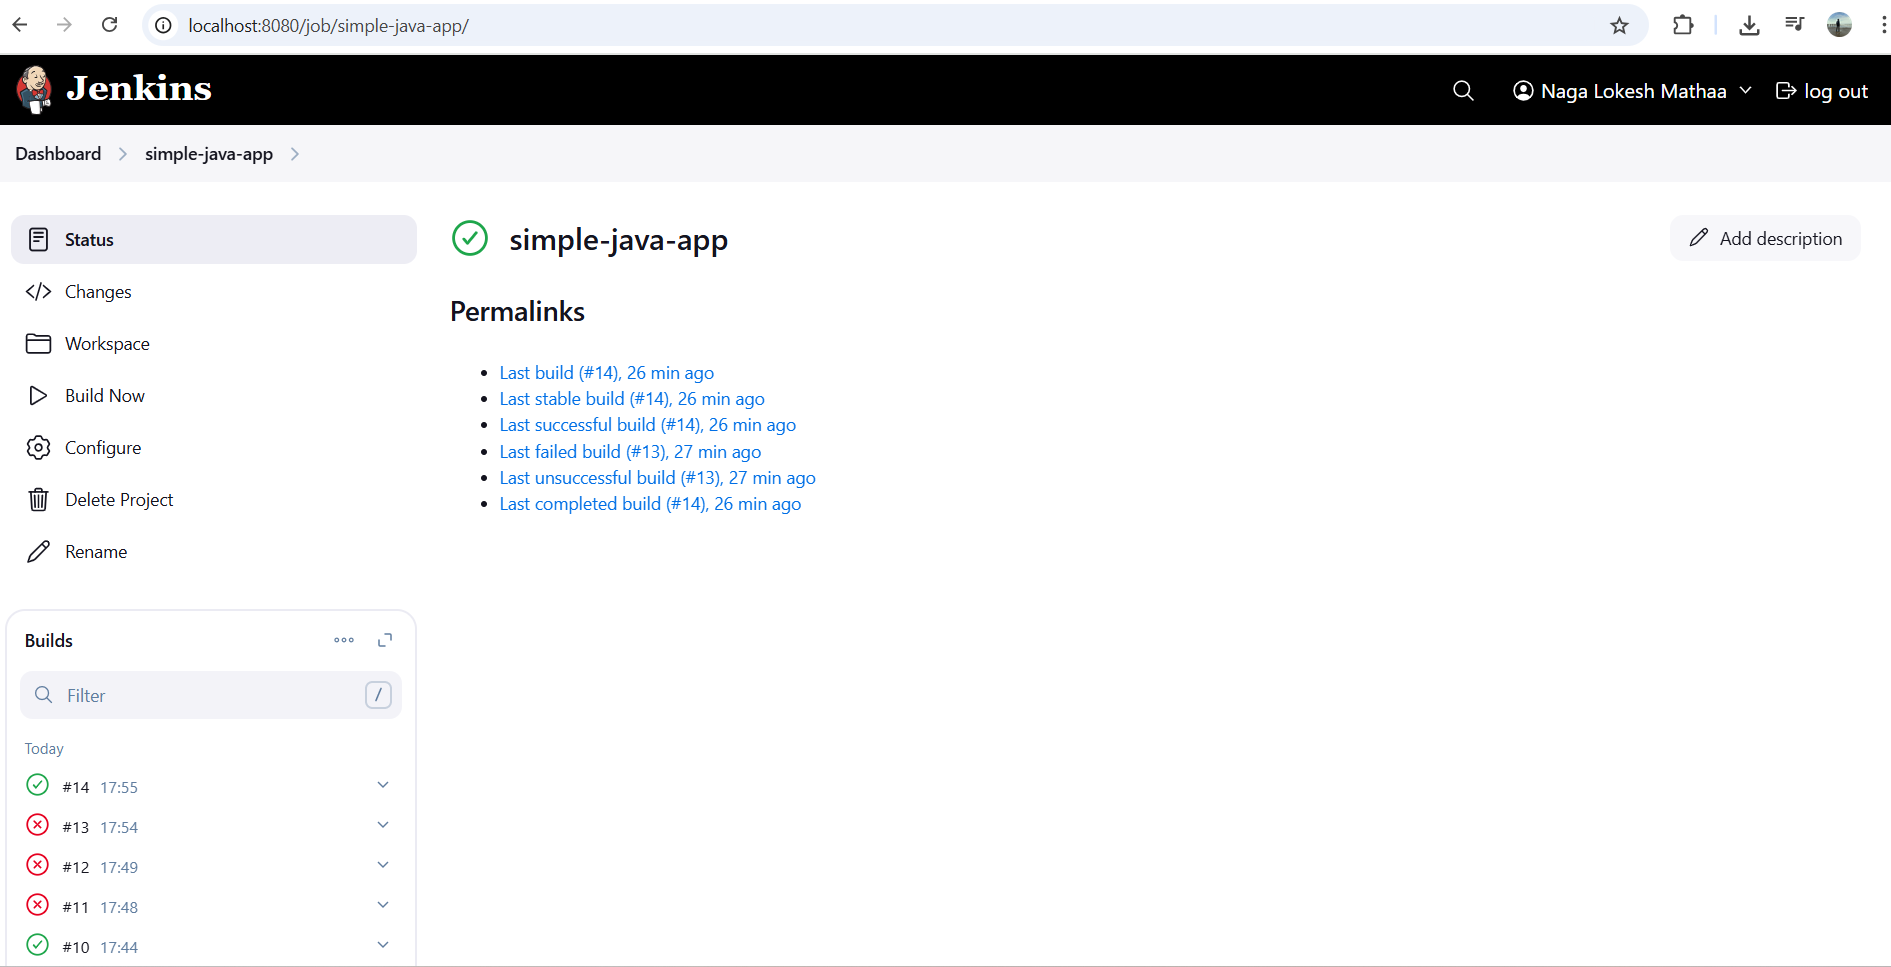 localhost:8080/job/simple-java-app/
Jenkins
Naga Lokesh Mathaa
log out
Dashboard
simple-java-app
Status
Changes
Workspace
Build Now
Configure
Delete Project
Rename
simple-java-app
Add description
Permalinks
Last build (#14), 26 min ago
Last stable build (#14), 26 min ago
Last successful build (#14), 26 min ago
Last failed build (#13), 27 min ago
Last unsuccessful build (#13), 27 min ago
Last completed build (#14), 26 min ago
Builds
Filter /
Today
#14 17:55
#13 17:54
#12 17:49
#11 17:48
#10 17:44